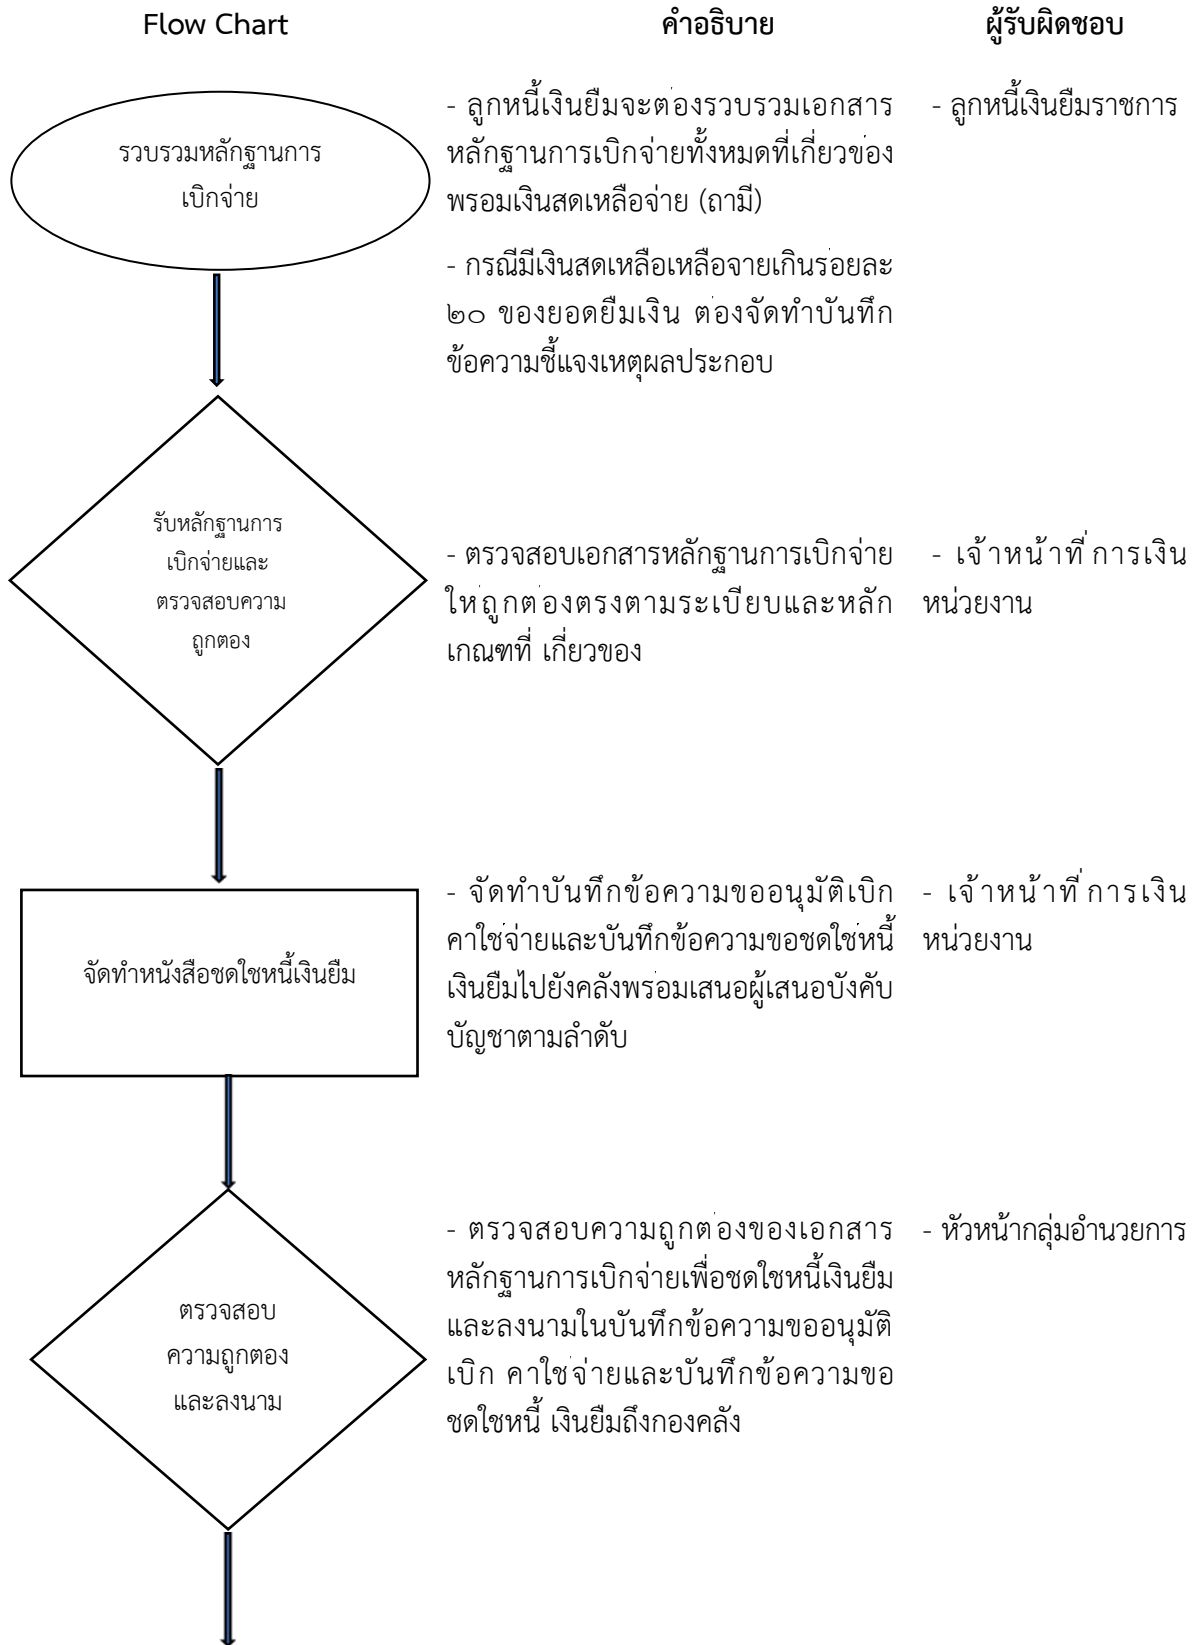 Flow Chart คำอธิบาย ผู้รับผิดชอบ
รวบรวมหลักฐานการ
เบิกจ่าย
- ลูกหนี้เงินยืมจะต่องรวบรวมเอกสาร
หลักฐานการเบิกจ่ายทั้งหมดที่เกี่ยวข่อง
พรอมเงินสดเหลือจ่าย (ถามี)
- กรณีมีเงินสดเหลือเหลือจายเกินร่อยละ
๒๐ ของยอดยืมเงิน ต่องจัดทำบันทึก
ข้อความชี้แจงเหตุผลประกอบ
- ลูกหนี้เงินยืมราชการ
รับหลักฐานการ
เบิกจ่ายและ
ตรวจสอบความ
ถูกตอง
- ตรวจสอบเอกสารหลักฐานการเบิกจ่าย
ให่ถูกต่องตรงตามระเบียบและหลัก
เกณฑที่ เกี่ยวของ
- เจ้าหน้าที่การเงิน
หน่วยงาน
จัดทำหนังสือชดใชหนี้เงินยืม
- จัดทำบันทึกข้อความขออนุมัติเบิก
คาใช่จ่ายและบันทึกข้อความขอชดใช่หนี้
เงินยืมไปยังคลังพร่อมเสนอผู้เสนอบังคับ
บัญชาตามลำดับ
- เจ้าหน้าที่การเงิน
หน่วยงาน
ตรวจสอบ
ความถูกตอง
และลงนาม
- ตรวจสอบความถูกต่องของเอกสาร
หลักฐานการเบิกจ่ายเพื่อชดใชหนี้เงินยืม
และลงนามในบันทึกข้อความขออนุมัติ
เบิก คาใช่จ่ายและบันทึกข้อความขอ
ชดใชหนี้ เงินยืมถึงกองคลัง
- หัวหน้ากลุ่มอำนวยการ